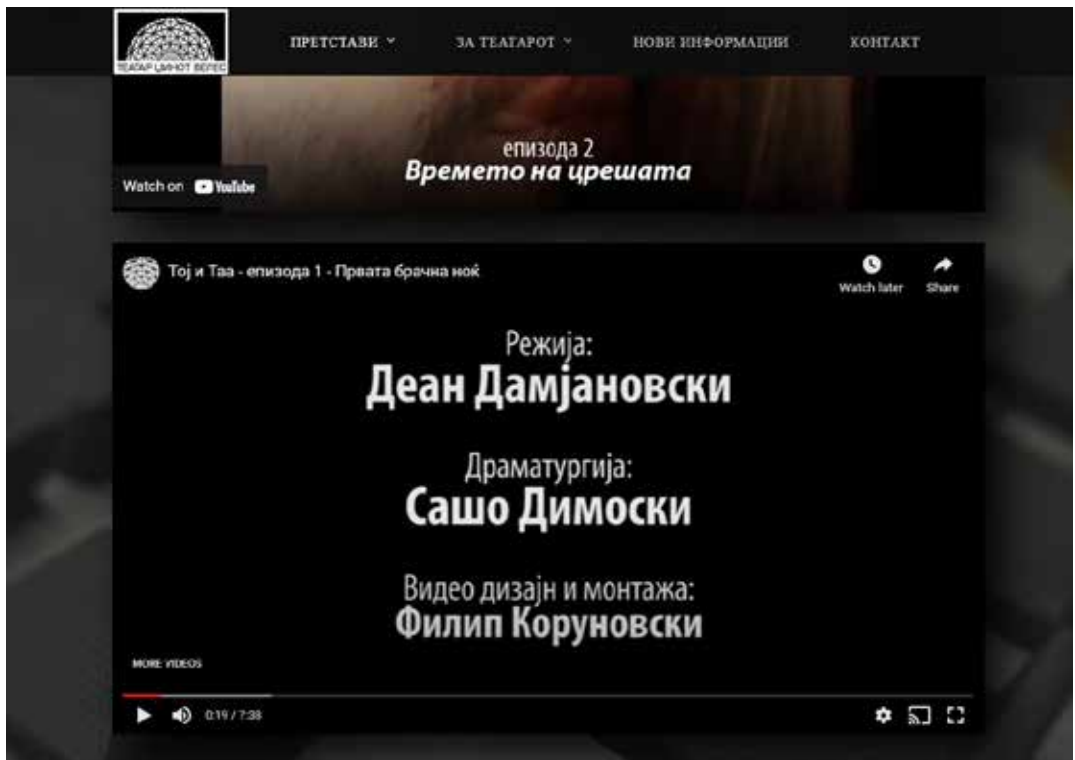 ПРЕТСТАВИ ЗА ТЕАТАРОТ НОВИ ИНФОРМАЦИИ КОНТАКТ
ТЕАТАР ЏИНОТ ВЕЛЕС
епизода 2
Времето на црешата
Watch on YouTube
Тој и Таа - епизода 1 - Првата брачна ноќ
Watch later Share
Режија:
Деан Дамјановски
Драматургија:
Сашо Димоски
Видео дизајн и монтажа:
Филип Коруновски
MORE VIDEOS
0:19 / 7:38